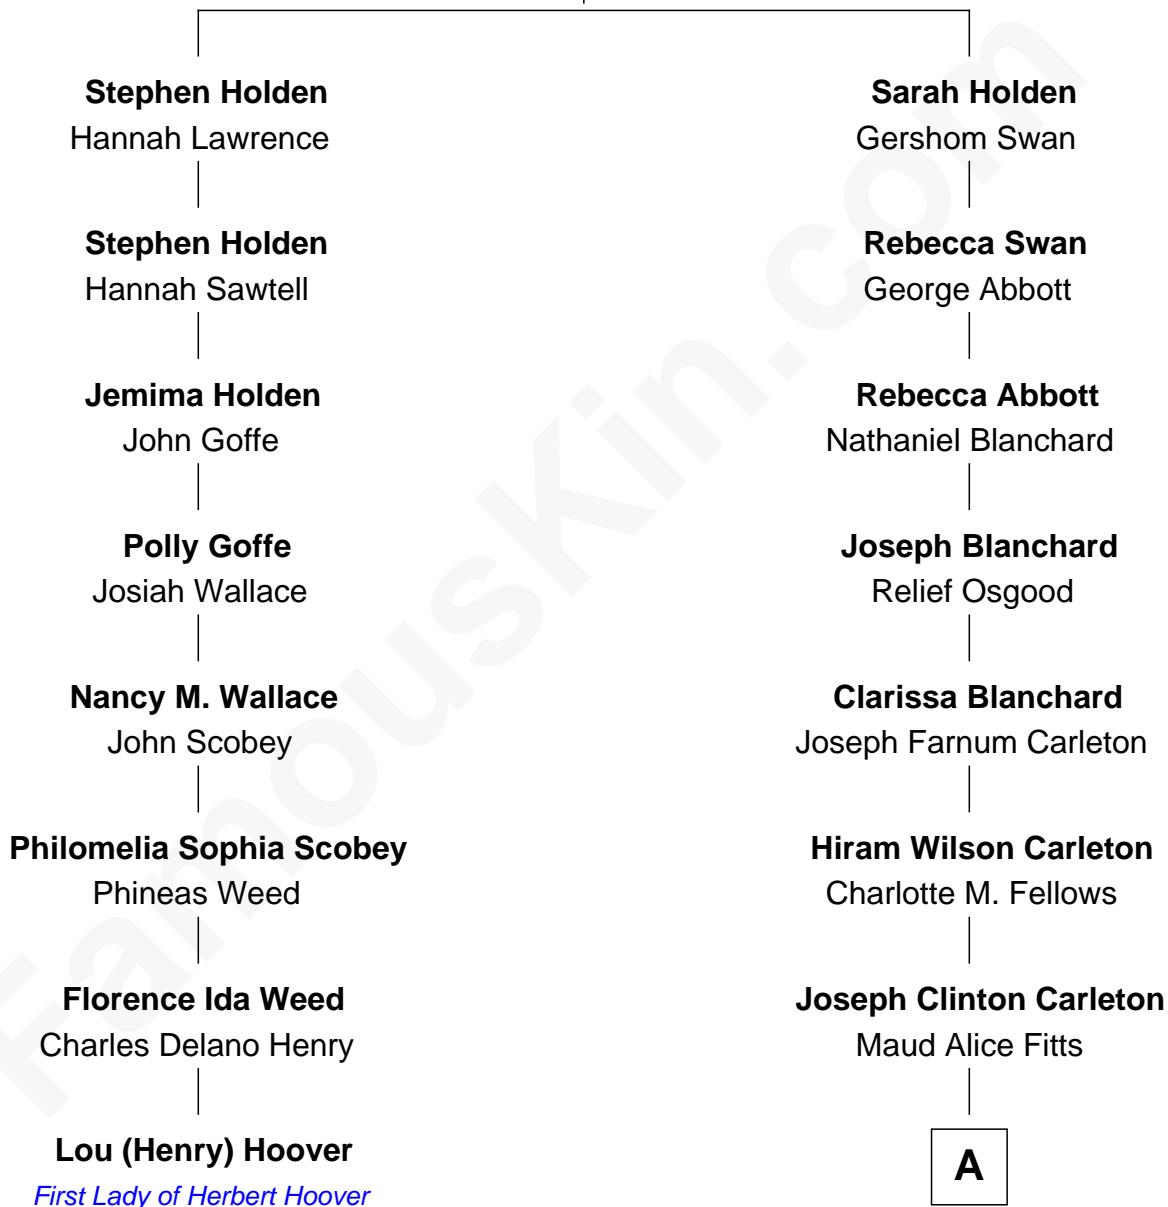 Stephen Holden
Hannah Lawrence
Stephen Holden
Hannah Sawtell
Jemima Holden
John Goffe
Polly Goffe
Josiah Wallace
Nancy M. Wallace
John Scobey
Philomelia Sophia Scobey
Phineas Weed
Florence Ida Weed
Charles Delano Henry
Lou (Henry) Hoover
First Lady of Herbert Hoover
Sarah Holden
Gershom Swan
Rebecca Swan
George Abbott
Rebecca Abbott
Nathaniel Blanchard
Joseph Blanchard
Relief Osgood
Clarissa Blanchard
Joseph Farnum Carleton
Hiram Wilson Carleton
Charlotte M. Fellows
Joseph Clinton Carleton
Maud Alice Fitts
A
FamousKin.com